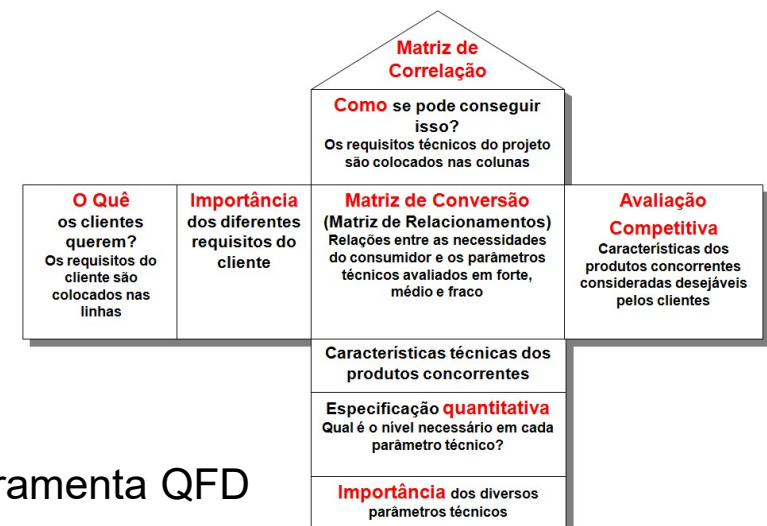 Matriz de
Correlação
Como se pode conseguir
isso?
Os requisitos técnicos do projeto
são colocados nas colunas
O Quê
os clientes
querem?
Os requisitos do
cliente são
colocados nas
linhas
Importância
dos diferentes
requisitos do
cliente
Matriz de Conversão
(Matriz de Relacionamentos)
Relações entre as necessidades
do consumidor e os parâmetros
técnicos avaliados em forte,
médio e fraco
Avaliação
Competitiva
Características dos
produtos concorrentes
consideradas desejáveis
pelos clientes
Características técnicas dos
produtos concorrentes
Especificação quantitativa
Qual é o nível necessário em cada
parâmetro técnico?
Importância dos diversos
parâmetros técnicos
ramenta QFD